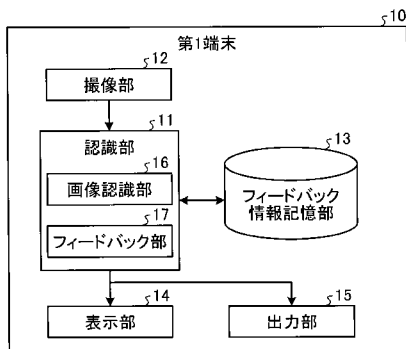 10
第1端末
12
撮像部
11
認識部
13
16
画像認識部
フィードバック
情報記憶部
17
フィードバック部
14
表示部
15
出力部